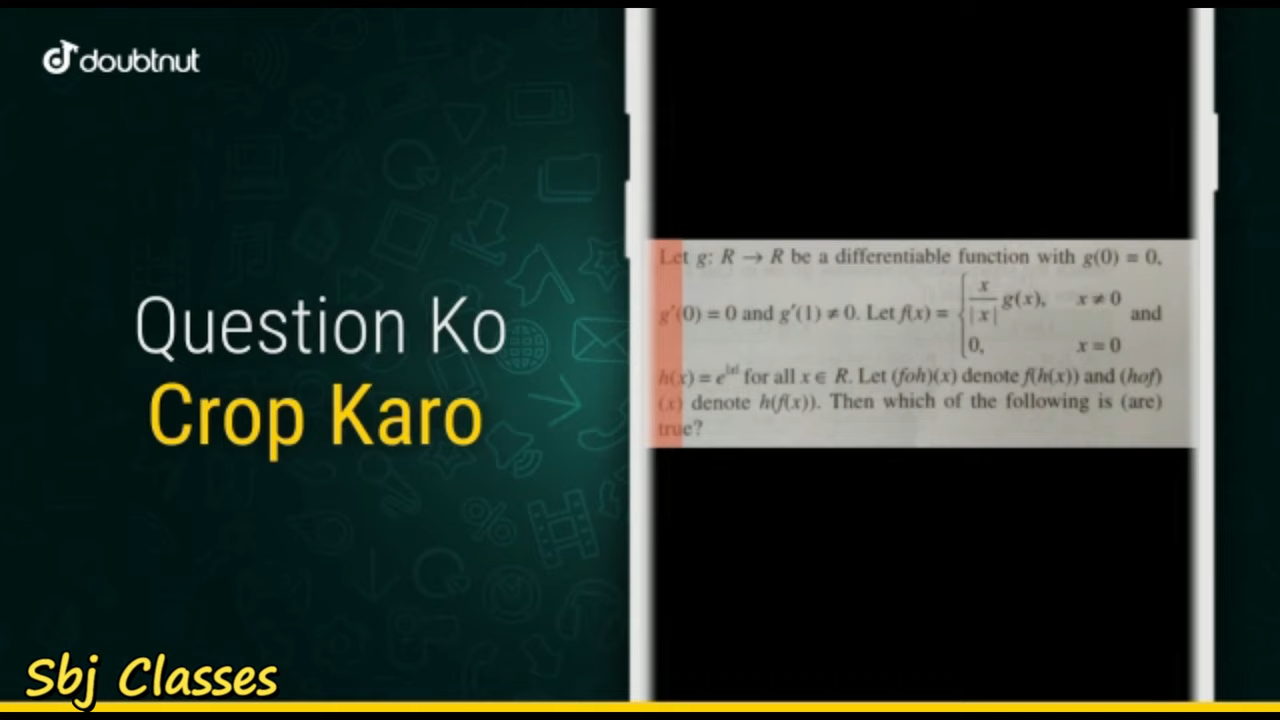 doubtnut
Question Ko
Crop Karo
Sbj Classes
Let g: R → R be a differentiable function with g(0) = 0,
g′(0) = 0 and g′(1) ≠ 0. Let f(x) = { x/|x| g(x), x ≠ 0 and
0, x = 0
h(x) = e^|x| for all x ∈ R. Let (foh)(x) denote f(h(x)) and (hof)
(x) denote h(f(x)). Then which of the following is (are)
true?